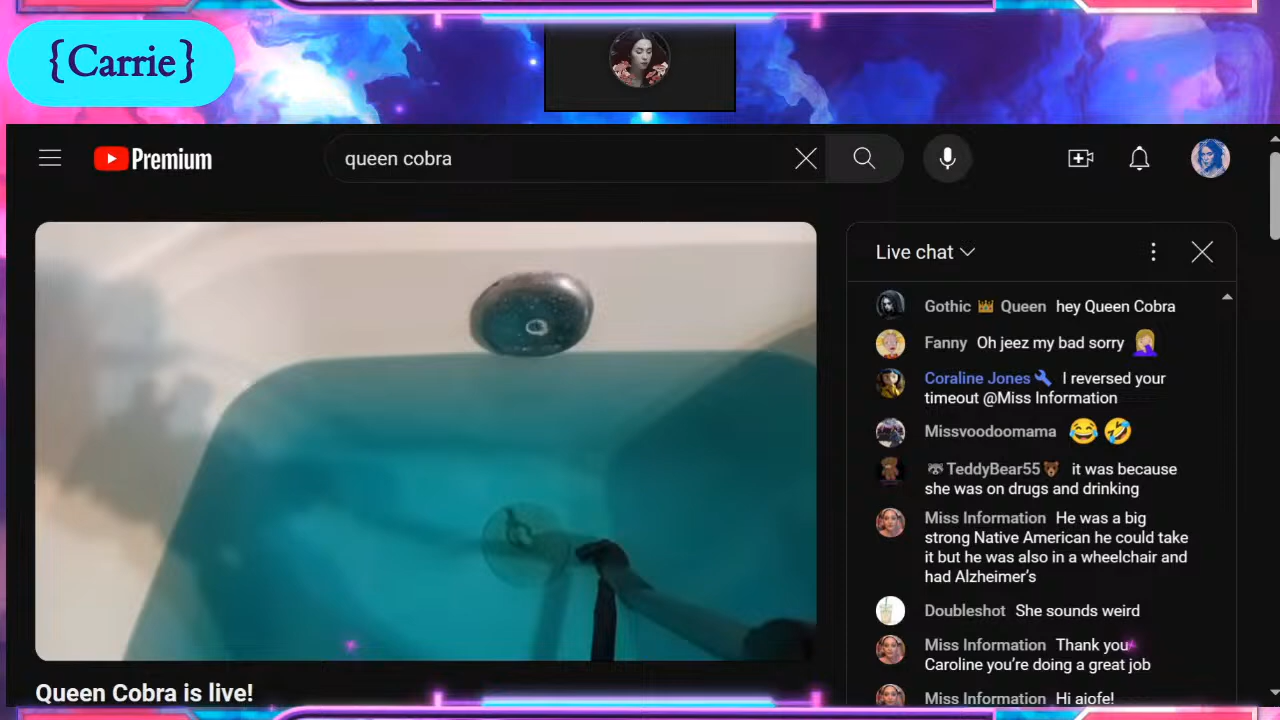 {Carrie}
Premium
queen cobra
Live chat
Gothic Queen hey Queen Cobra
Fanny Oh jeez my bad sorry
Coraline Jones I reversed your
timeout @Miss Information
Missvoodoomama
TeddyBear55 it was because
she was on drugs and drinking
Miss Information He was a big
strong Native American he could take
it but he was also in a wheelchair and
had Alzheimer's
Doubleshot She sounds weird
Miss Information Thank you
Caroline you're doing a great job
Miss Information Hi aiofe!
Queen Cobra is live!